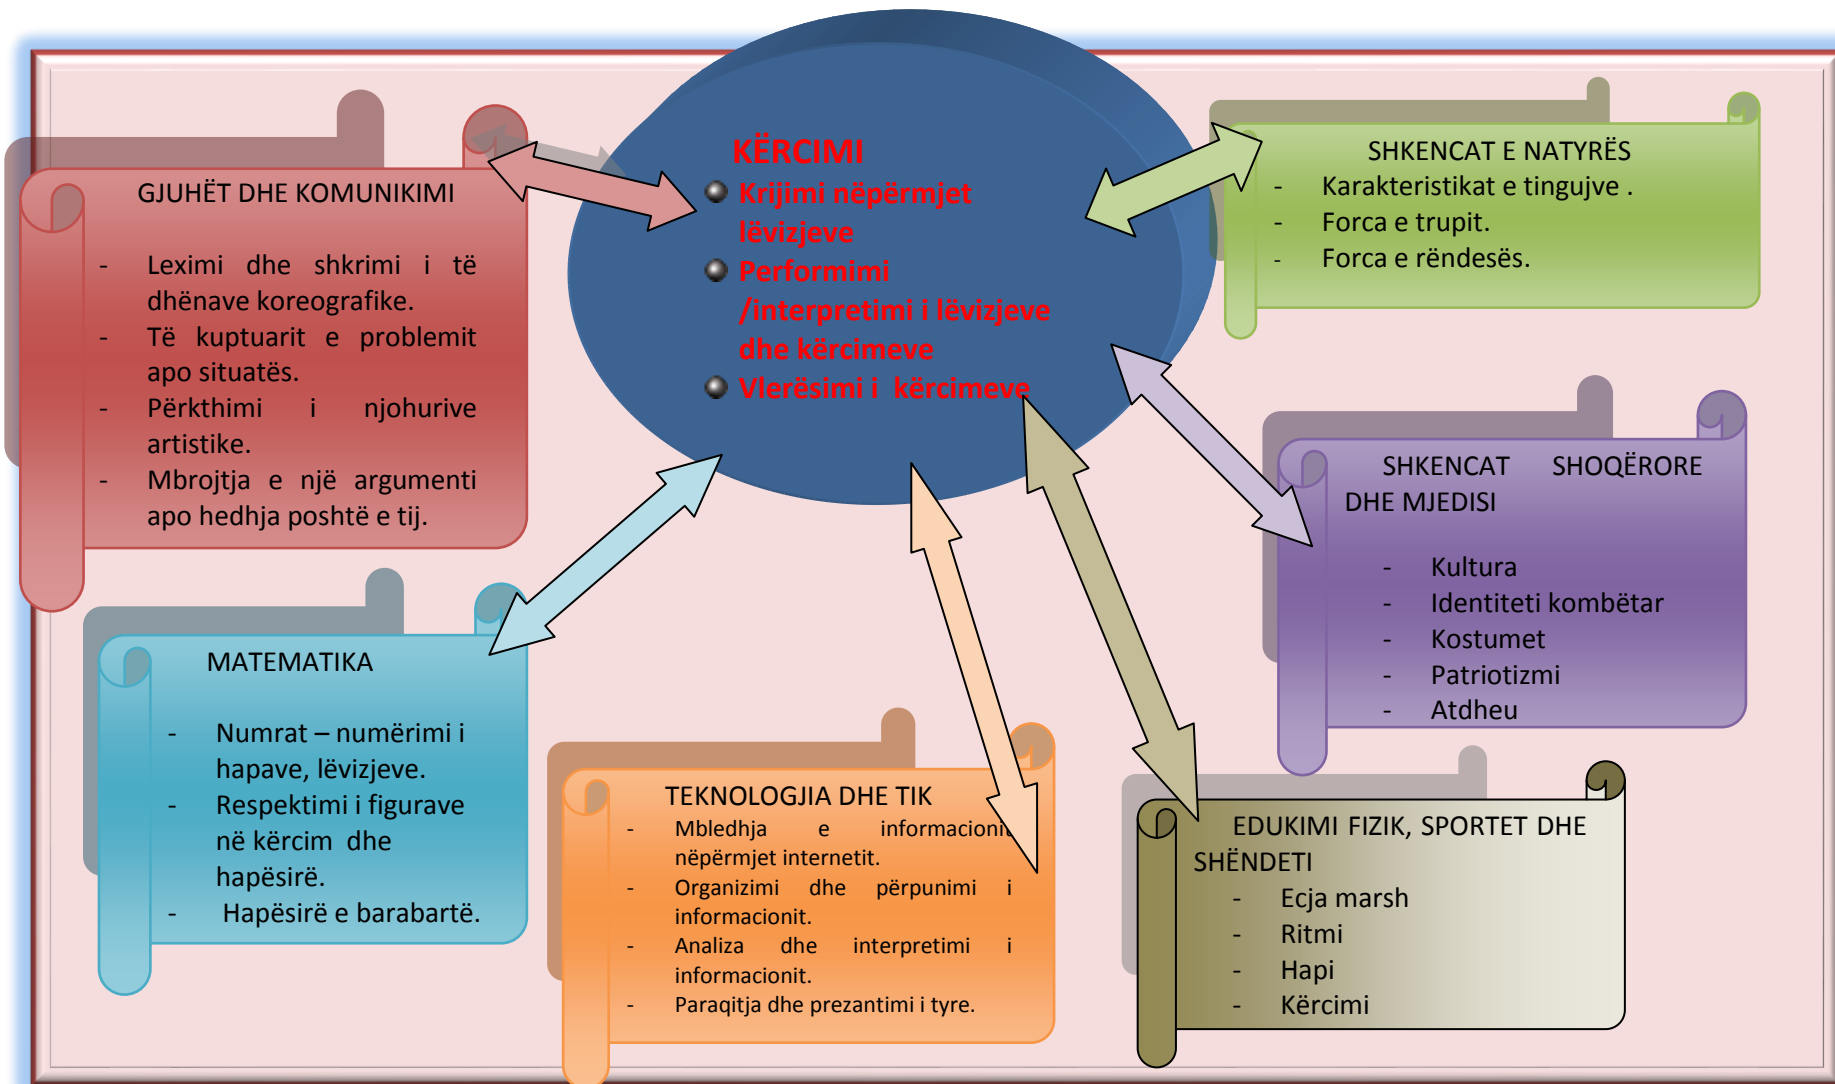 KËRCIMI
Krijimi nëpërmjet
lëvizjeve
Performimi
/interpretimi i lëvizjeve
dhe kërcimeve
Vlerësimi i kërcimeve
GJUHËT DHE KOMUNIKIMI
- Leximi dhe shkrimi i të
dhënave koreografike.
- Të kuptuarit e problemit
apo situatës.
- Përkthimi i njohurive
artistike.
- Mbrojtja e një argumenti
apo hedhja poshtë e tij.
SHKENCAT E NATYRËS
- Karakteristikat e tingujve .
- Forca e trupit.
- Forca e rëndesës.
SHKENCAT SHOQËRORE
DHE MJEDISI
- Kultura
- Identiteti kombëtar
- Kostumet
- Patriotizmi
- Atdheu
MATEMATIKA
- Numrat – numërimi i
hapave, lëvizjeve.
- Respektimi i figurave
në kërcim dhe
hapësirë.
- Hapësirë e barabartë.
TEKNOLOGJIA DHE TIK
- Mbledhja e informacionit
nëpërmjet internetit.
- Organizimi dhe përpunimi i
informacionit.
- Analiza dhe interpretimi i
informacionit.
- Paraqitja dhe prezantimi i tyre.
EDUKIMI FIZIK, SPORTET DHE
SHËNDETI
- Ecja marsh
- Ritmi
- Hapi
- Kërcimi